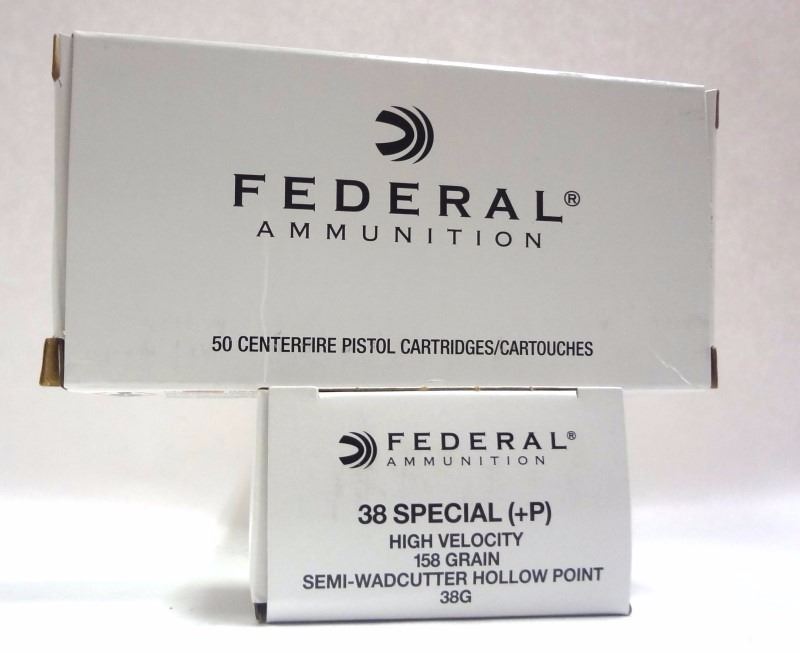 FEDERAL®
AMMUNITION
50 CENTERFIRE PISTOL CARTRIDGES/CARTOUCHES
FEDERAL®
AMMUNITION
38 SPECIAL (+P)
HIGH VELOCITY
158 GRAIN
SEMI-WADCUTTER HOLLOW POINT
38G